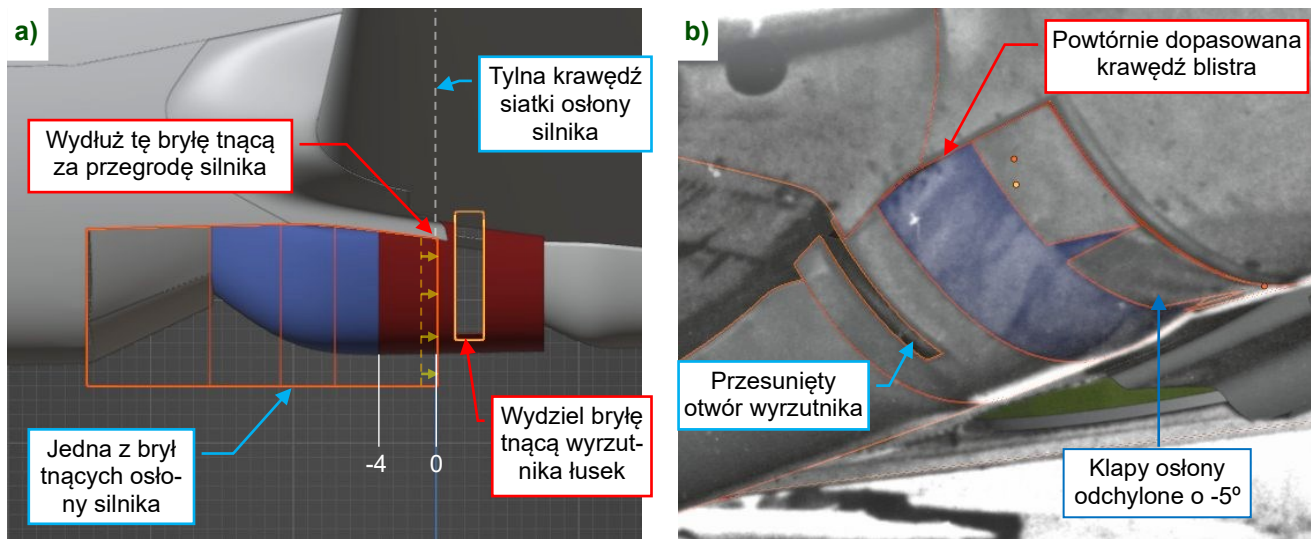 a)
Tylna krawędź
siatki osłony
silnika
Wydłuż tę bryłę tnącą
za przegrodę silnika
Jedna z brył
tnących osło-
ny silnika
-4
0
Wydziel bryłę
tnącą wyrzut-
nika łusek
b)
Powtórnie dopasowana
krawędź blistra
Przesunięty
otwór wyrzutnika
Klapy osłony
odchylone o -5º